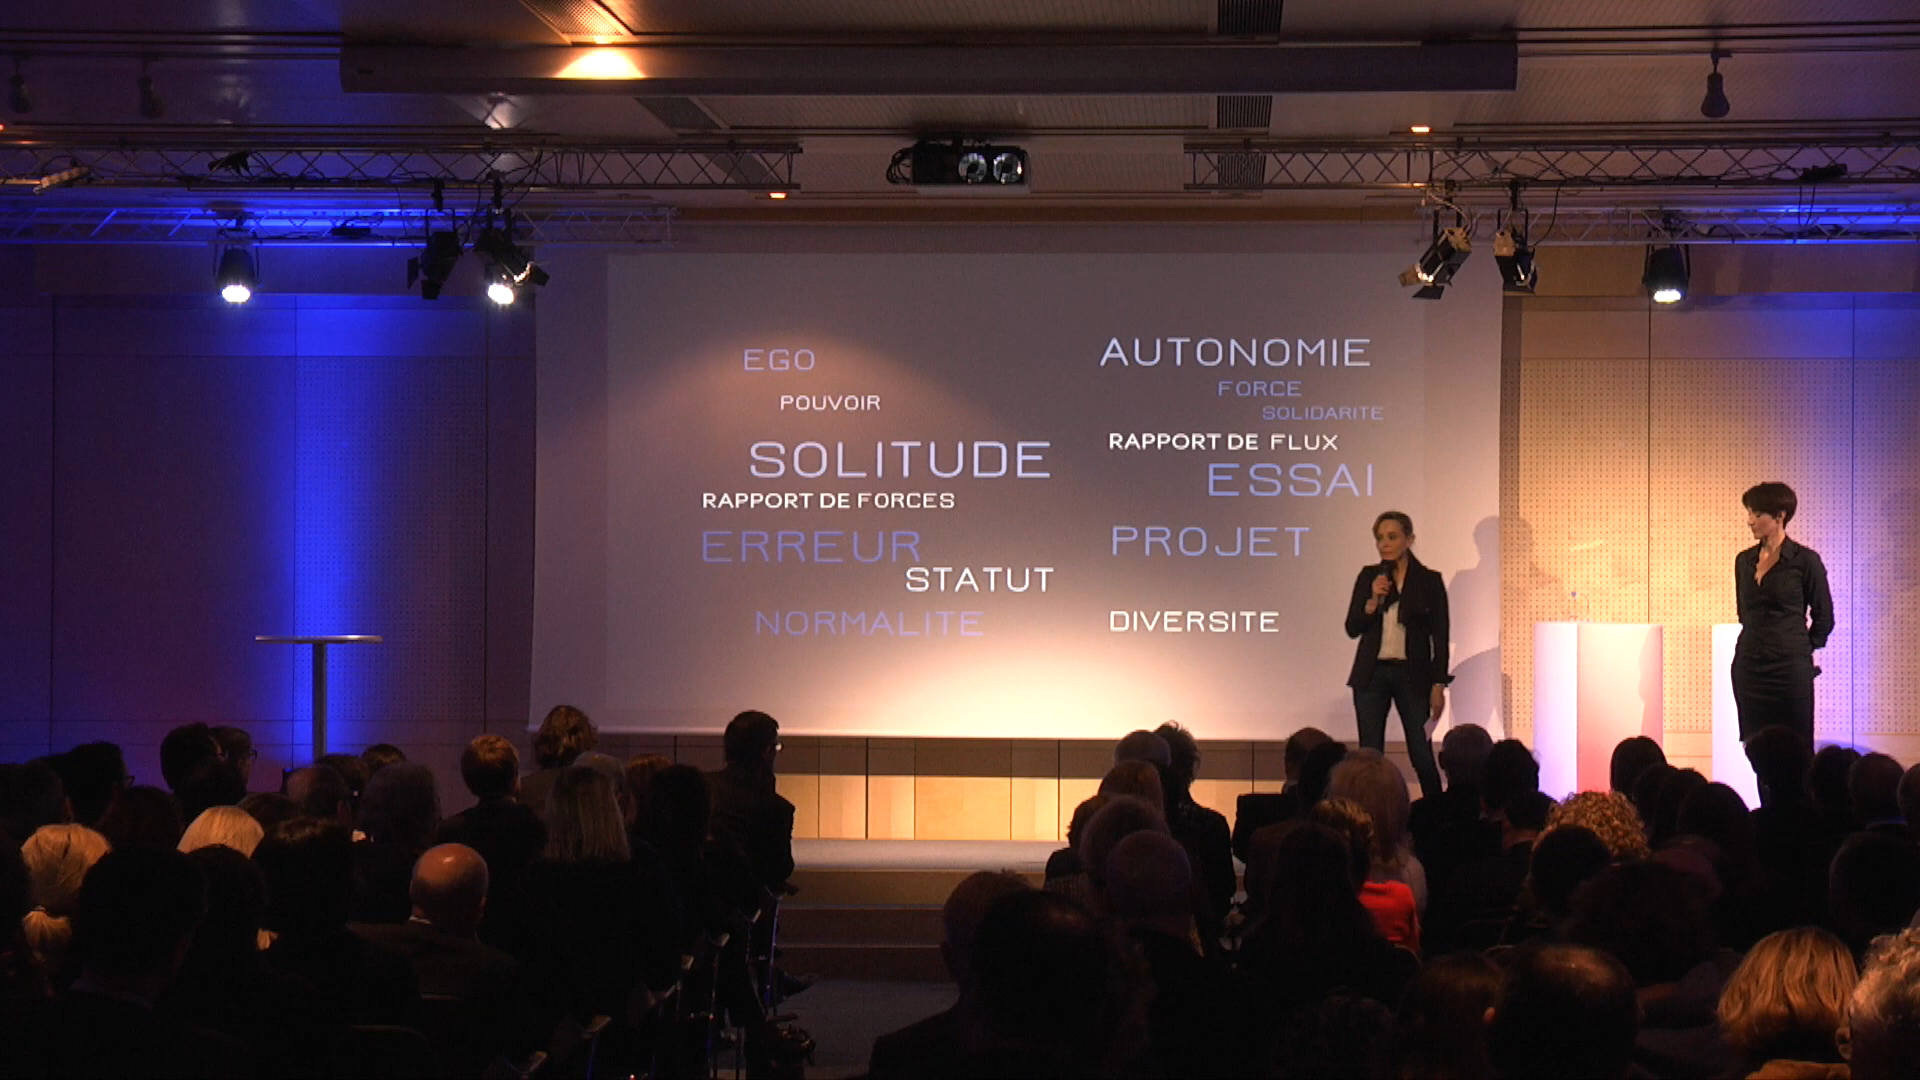 EGO
POUVOIR
SOLITUDE
RAPPORT DE FORCES
ERREUR
STATUT
NORMALITE
AUTONOMIE
FORCE
SOLIDARITE
RAPPORT DE FLUX
ESSAI
PROJET
DIVERSITE